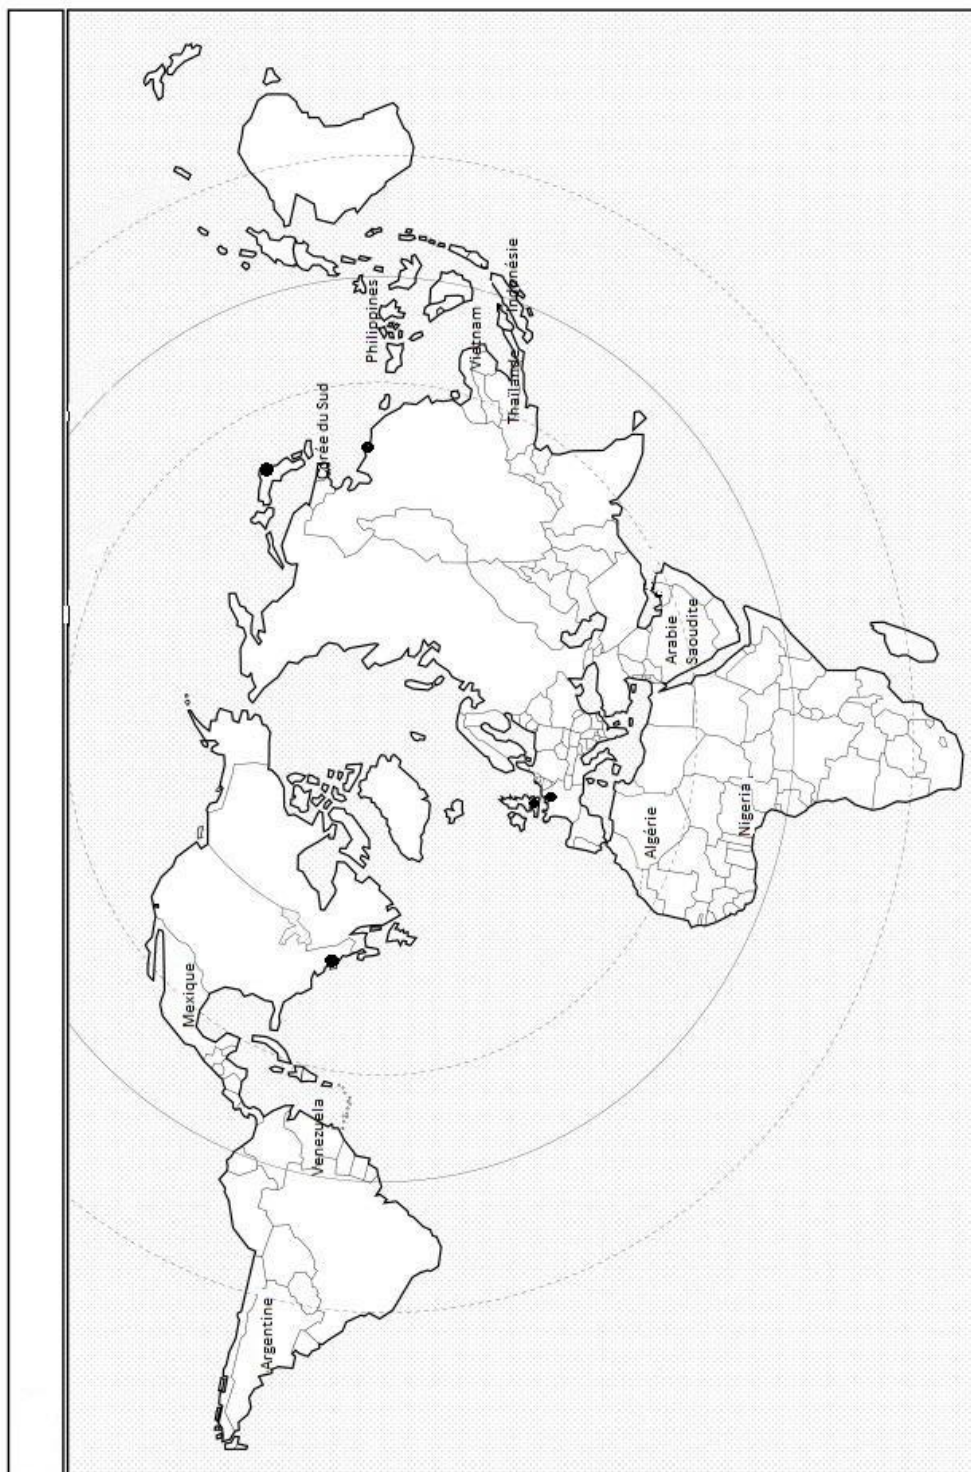 Mexique
Venezuela
Argentine
Algérie
Nigeria
Arabie
Saoudite
Corée du Sud
Philippines
Vietnam
Thaïlande
Indonésie